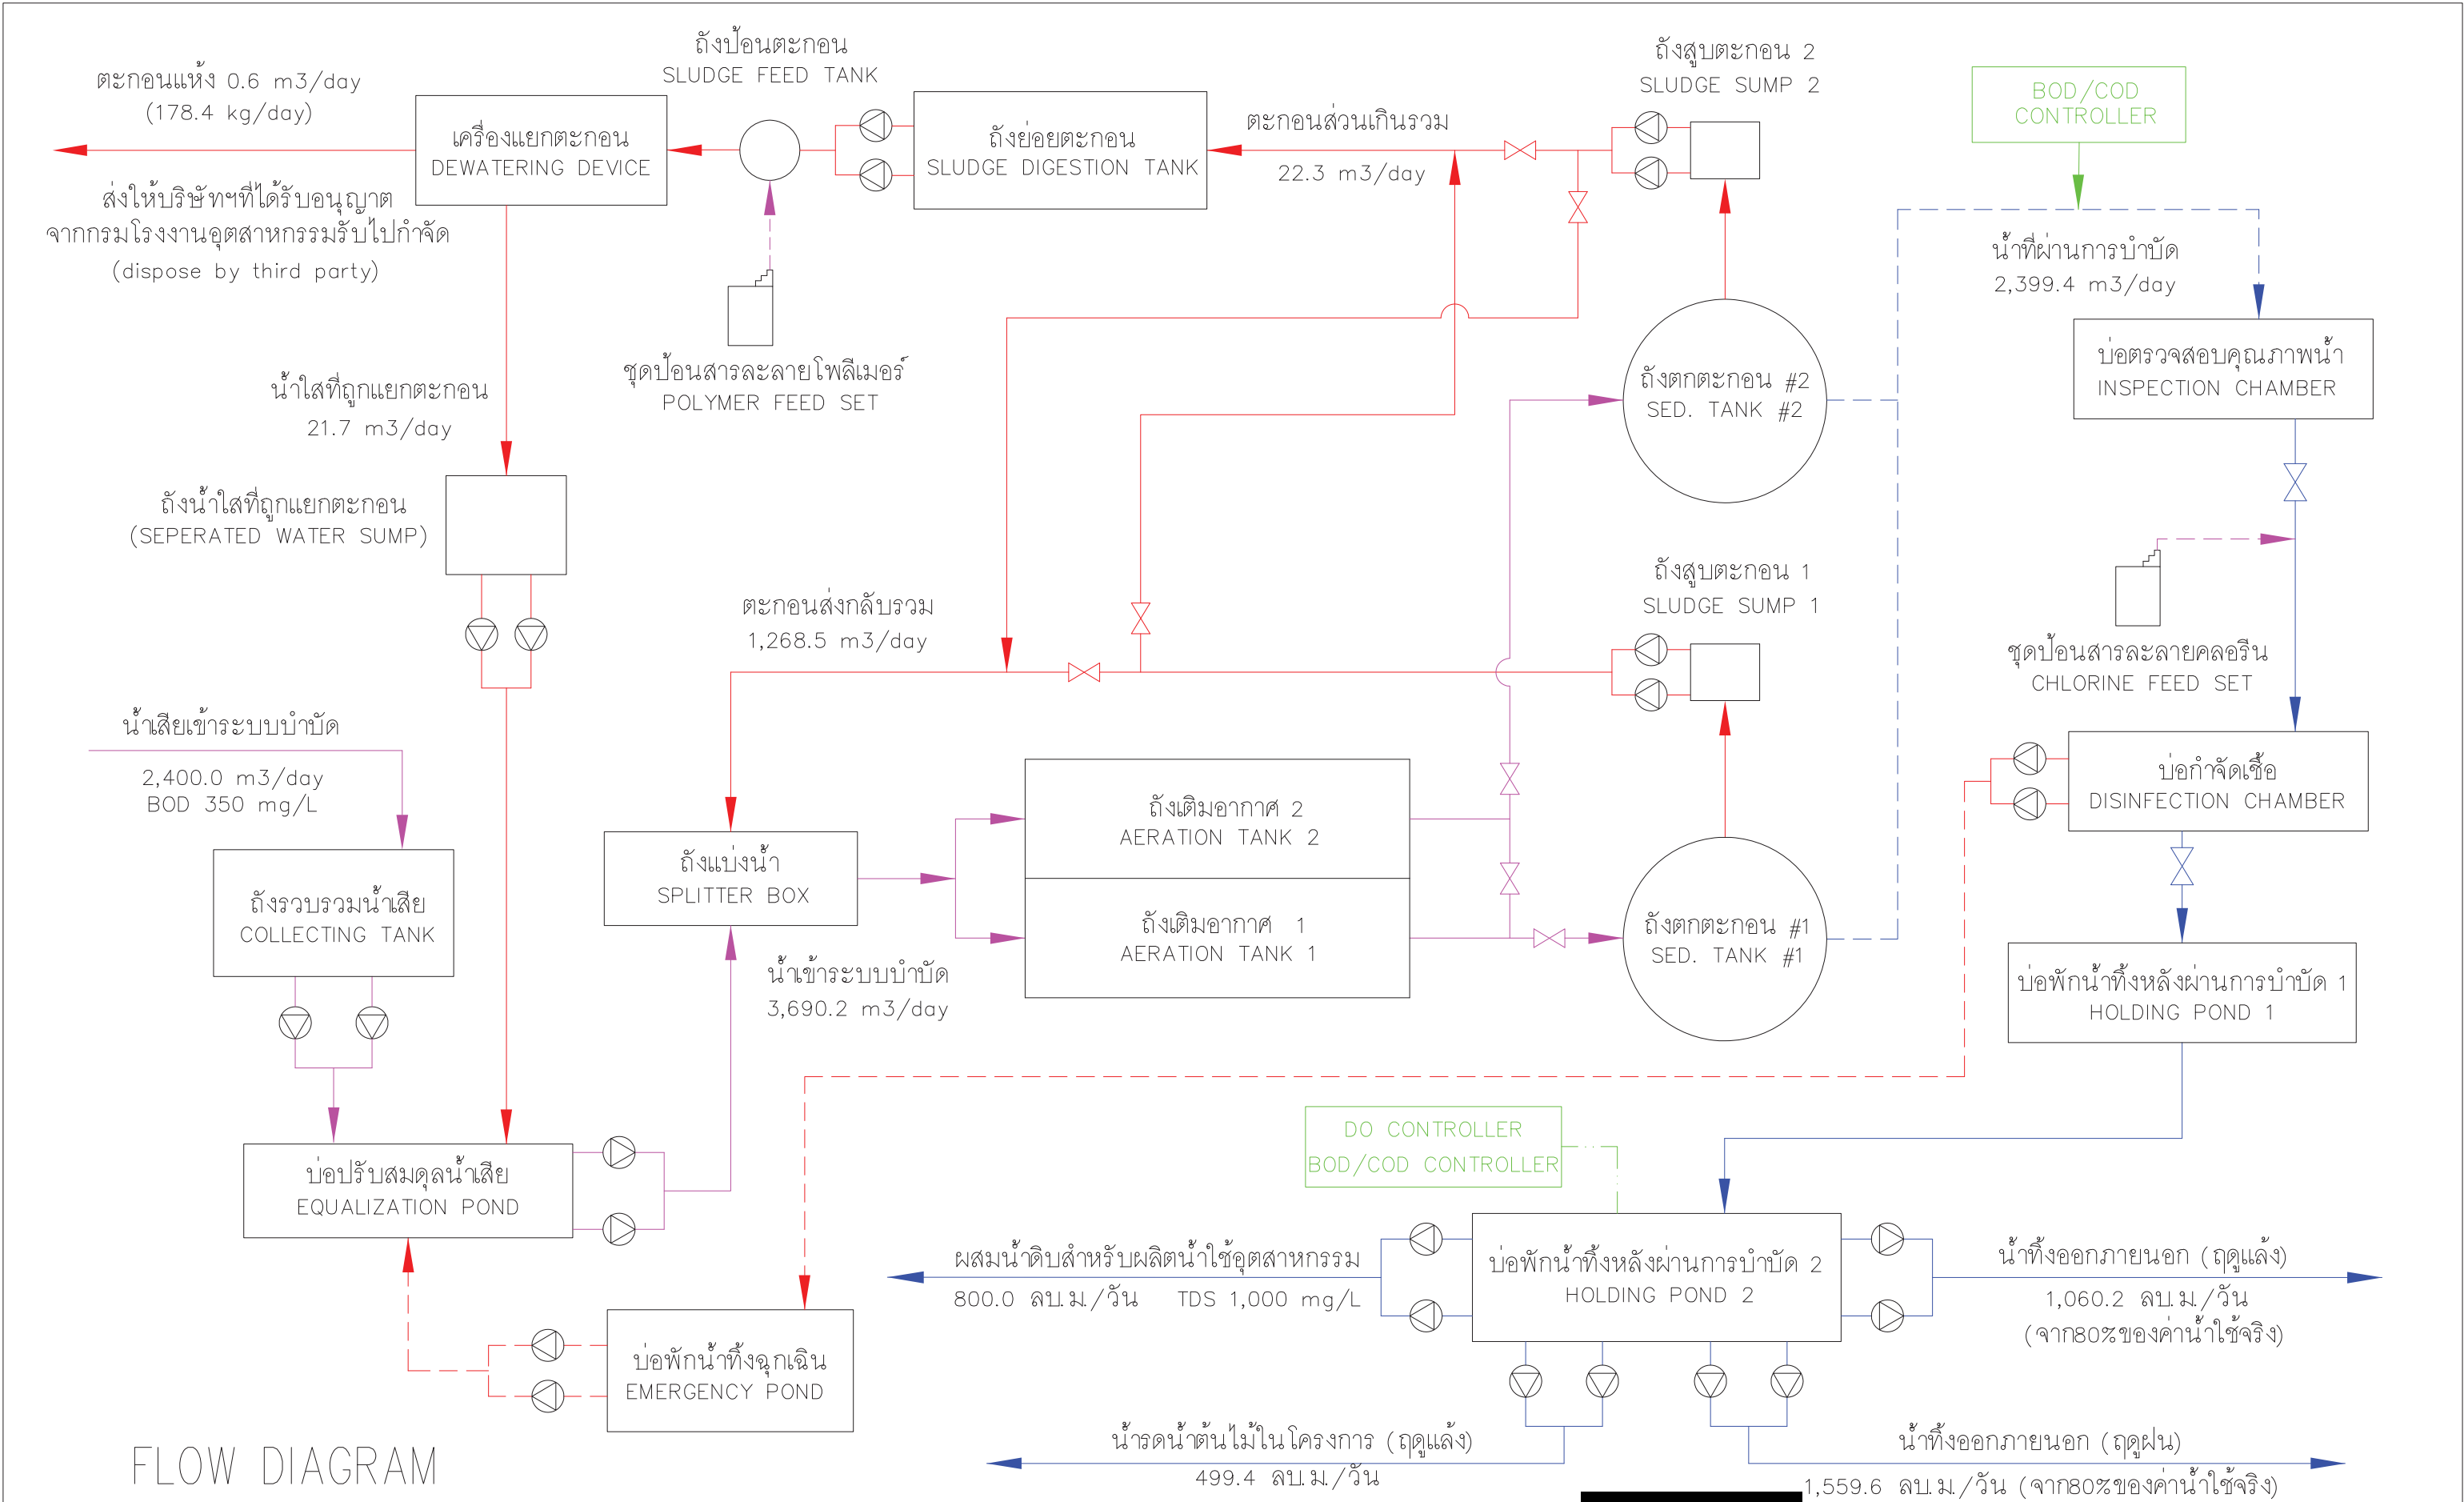 ถังป้อนตะกอน
SLUDGE FEED TANK
ถังสูบตะกอน 2
SLUDGE SUMP 2
ตะกอนแห้ง 0.6 m3/day
(178.4 kg/day)
เครื่องแยกตะกอน
DEWATERING DEVICE
ถังย่อยตะกอน
SLUDGE DIGESTION TANK
ตะกอนส่วนเกินรวม
22.3 m3/day
BOD/COD
CONTROLLER
ส่งให้บริษัทฯที่ได้รับอนุญาต
จากกรมโรงงานอุตสาหกรรมรับไปกำจัด
(dispose by third party)
น้ำที่ผ่านการบำบัด
2,399.4 m3/day
ชุดป้อนสารละลายโพลีเมอร์
POLYMER FEED SET
น้ำใสที่ถูกแยกตะกอน
21.7 m3/day
ถังตกตะกอน #2
SED. TANK #2
บ่อตรวจสอบคุณภาพน้ำ
INSPECTION CHAMBER
ถังน้ำใสที่ถูกแยกตะกอน
(SEPERATED WATER SUMP)
ตะกอนส่งกลับรวม
1,268.5 m3/day
ถังสูบตะกอน 1
SLUDGE SUMP 1
ชุดป้อนสารละลายคลอรีน
CHLORINE FEED SET
น้ำเสียเข้าระบบบำบัด
2,400.0 m3/day
BOD 350 mg/L
ถังรวบรวมน้ำเสีย
COLLECTING TANK
ถังแบ่งน้ำ
SPLITTER BOX
ถังเติมอากาศ 2
AERATION TANK 2
ถังเติมอากาศ 1
AERATION TANK 1
ถังตกตะกอน #1
SED. TANK #1
บ่อกำจัดเชื้อ
DISINFECTION CHAMBER
น้ำเข้าระบบบำบัด
3,690.2 m3/day
บ่อพักน้ำทิ้งหลังผ่านการบำบัด 1
HOLDING POND 1
บ่อปรับสมดุลน้ำเสีย
EQUALIZATION POND
DO CONTROLLER
BOD/COD CONTROLLER
ผสมน้ำดิบสำหรับผลิตน้ำใช้อุตสาหกรรม
800.0 ลบ.ม./วัน TDS 1,000 mg/L
บ่อพักน้ำทิ้งหลังผ่านการบำบัด 2
HOLDING POND 2
น้ำทิ้งออกภายนอก (ฤดูแล้ง)
1,060.2 ลบ.ม./วัน
(จาก80%ของค่าน้ำใช้จริง)
บ่อพักน้ำทิ้งฉุกเฉิน
EMERGENCY POND
น้ำรดน้ำต้นไม้ในโครงการ (ฤดูแล้ง)
499.4 ลบ.ม./วัน
น้ำทิ้งออกภายนอก (ฤดูฝน)
1,559.6 ลบ.ม./วัน (จาก80%ของค่าน้ำใช้จริง)
FLOW DIAGRAM